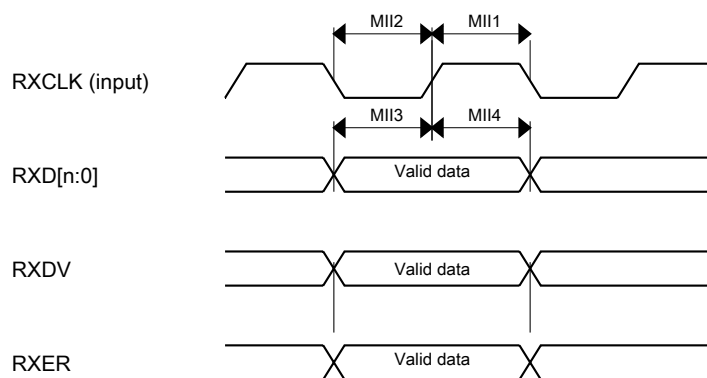 MII2 MII1
RXCLK (input)
MII3 MII4
RXD[n:0] Valid data
RXDV Valid data
RXER Valid data